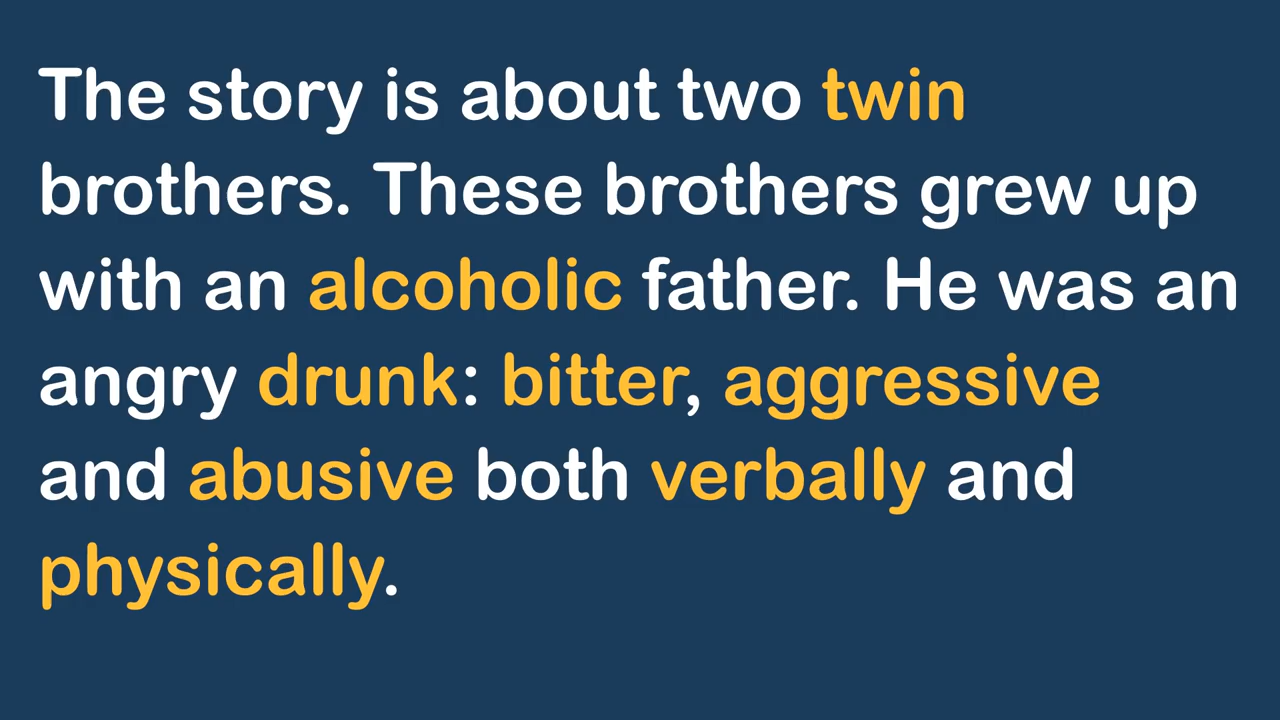 The story is about two twin
brothers. These brothers grew up
with an alcoholic father. He was an
angry drunk: bitter, aggressive
and abusive both verbally and
physically.